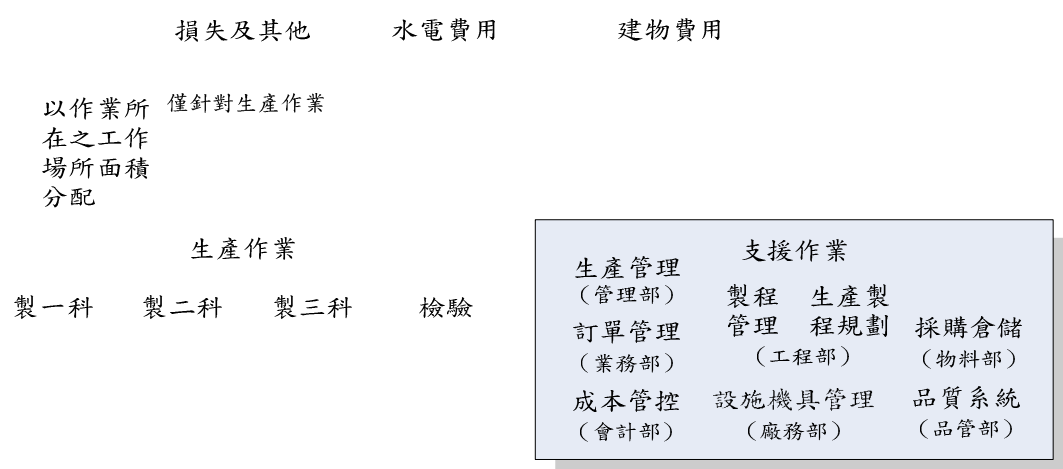 損失及其他 水電費用 建物費用
以作業所
在之工作
場所面積
分配
僅針對生產作業
生產作業
製一科 製二科 製三科 檢驗
支援作業
生產管理
（管理部）
製程
管理
生產製
程規劃
（工程部）
訂單管理
（業務部）
採購倉儲
（物料部）
成本管控
（會計部）
設施機具管理
（廠務部）
品質系統
（品管部）